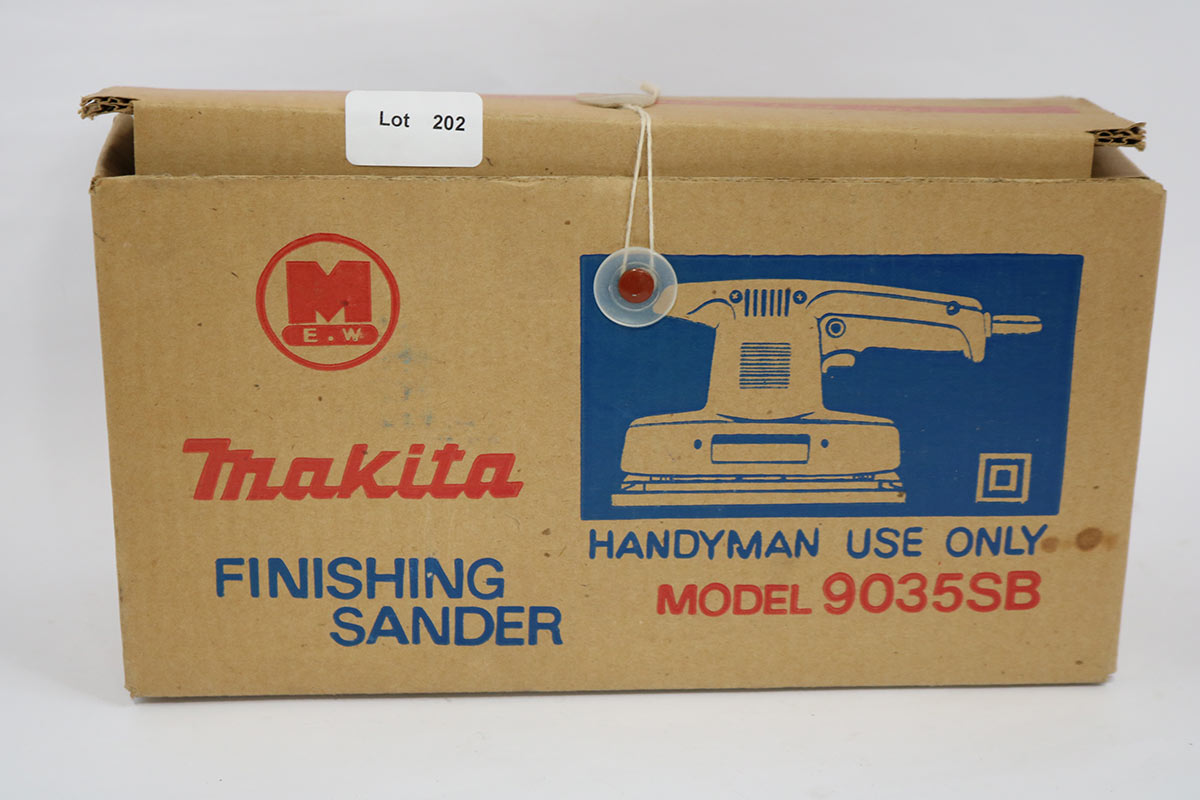 Lot 202
M
E.W
makita
FINISHING
SANDER
HANDYMAN USE ONLY
MODEL 9035SB